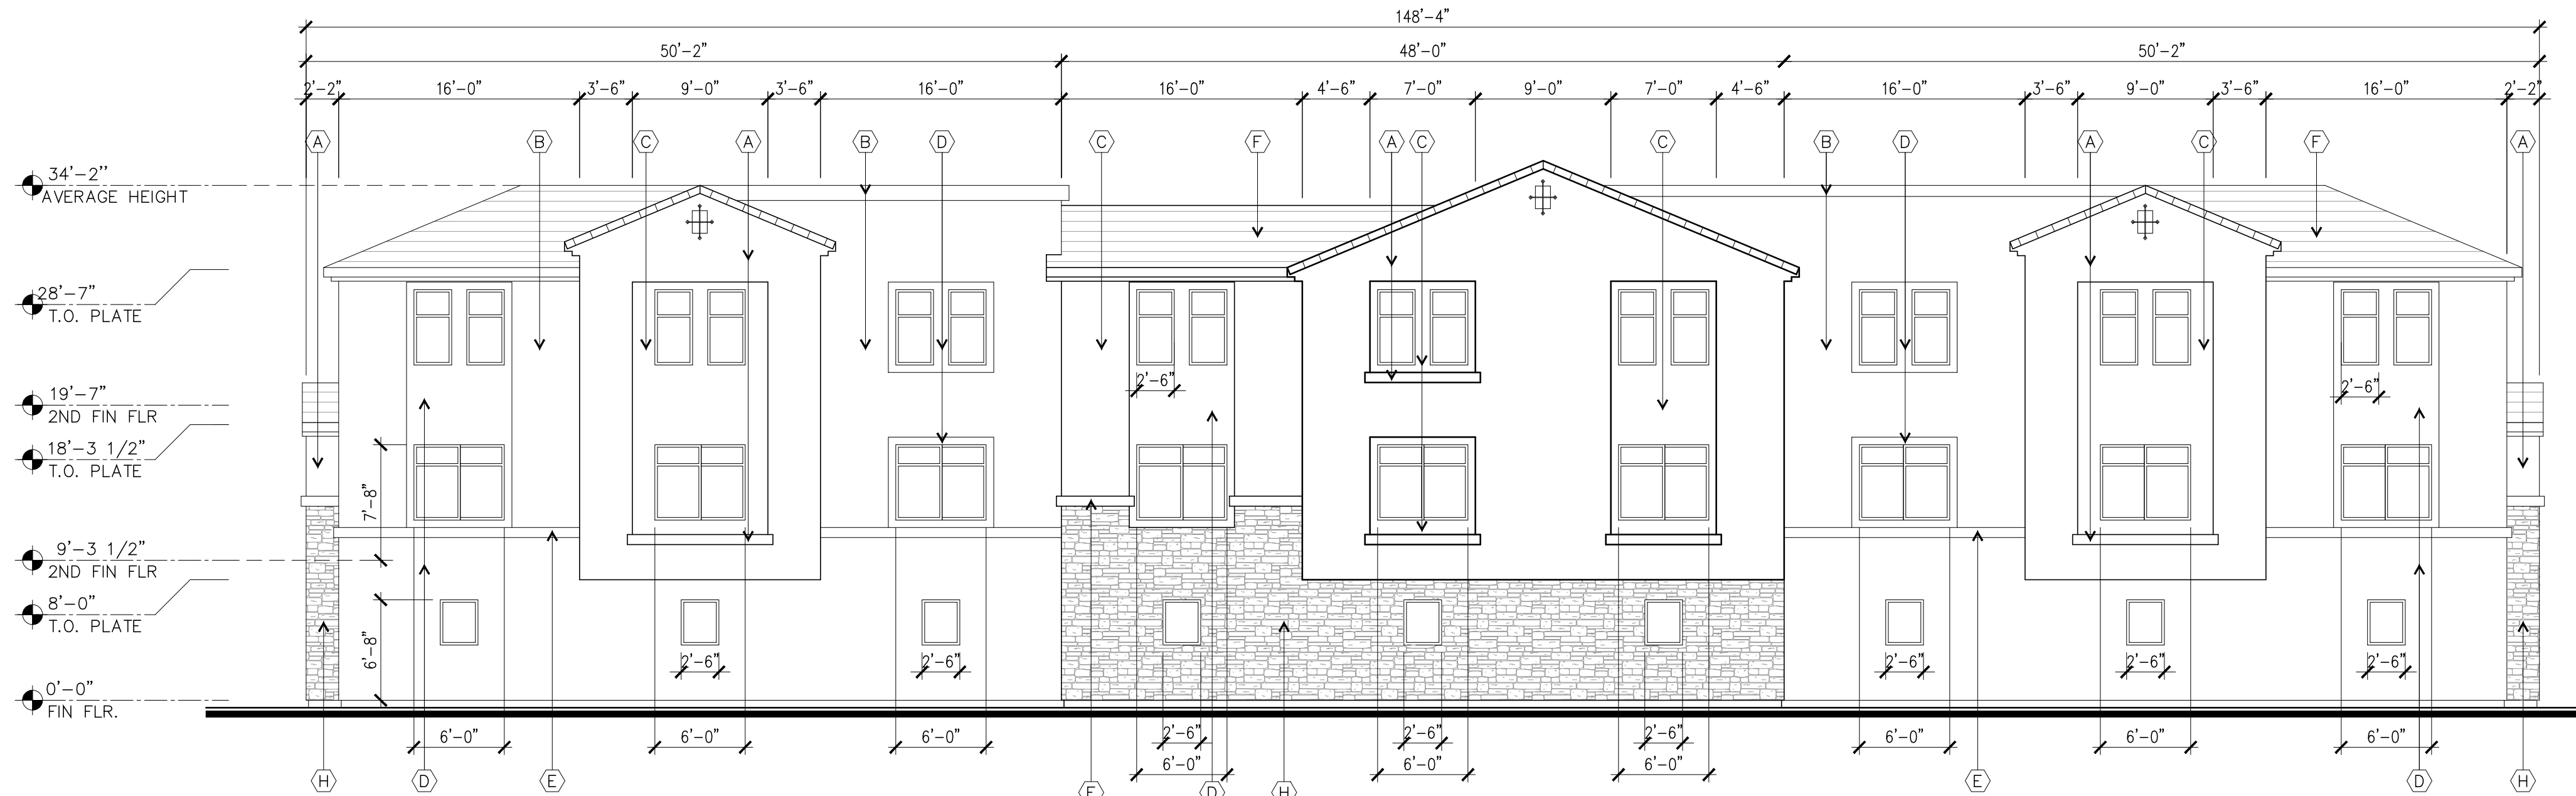 148'-4"
50'-2" 48'-0" 50'-2"
2'-2" 16'-0" 3'-6" 9'-0" 3'-6" 16'-0" 16'-0" 4'-6" 7'-0" 9'-0" 7'-0" 4'-6" 16'-0" 3'-6" 9'-0" 3'-6" 16'-0" 2'-2"
A B C A B D C F A C C B D A C F A
34'-2''
AVERAGE HEIGHT
28'-7"
T.O. PLATE
2'-6" 2'-6"
19'-7"
2ND FIN FLR
18'-3 1/2"
T.O. PLATE
7'-8"
9'-3 1/2"
2ND FIN FLR
8'-0"
T.O. PLATE
6'-8"
2'-6" 2'-6" 2'-6" 2'-6" 2'-6"
0'-0"
FIN FLR.
6'-0" 6'-0" 6'-0" 2'-6" 2'-6" 2'-6" 6'-0" 6'-0" 6'-0"
6'-0" 6'-0" 6'-0"
H D E D H E D H